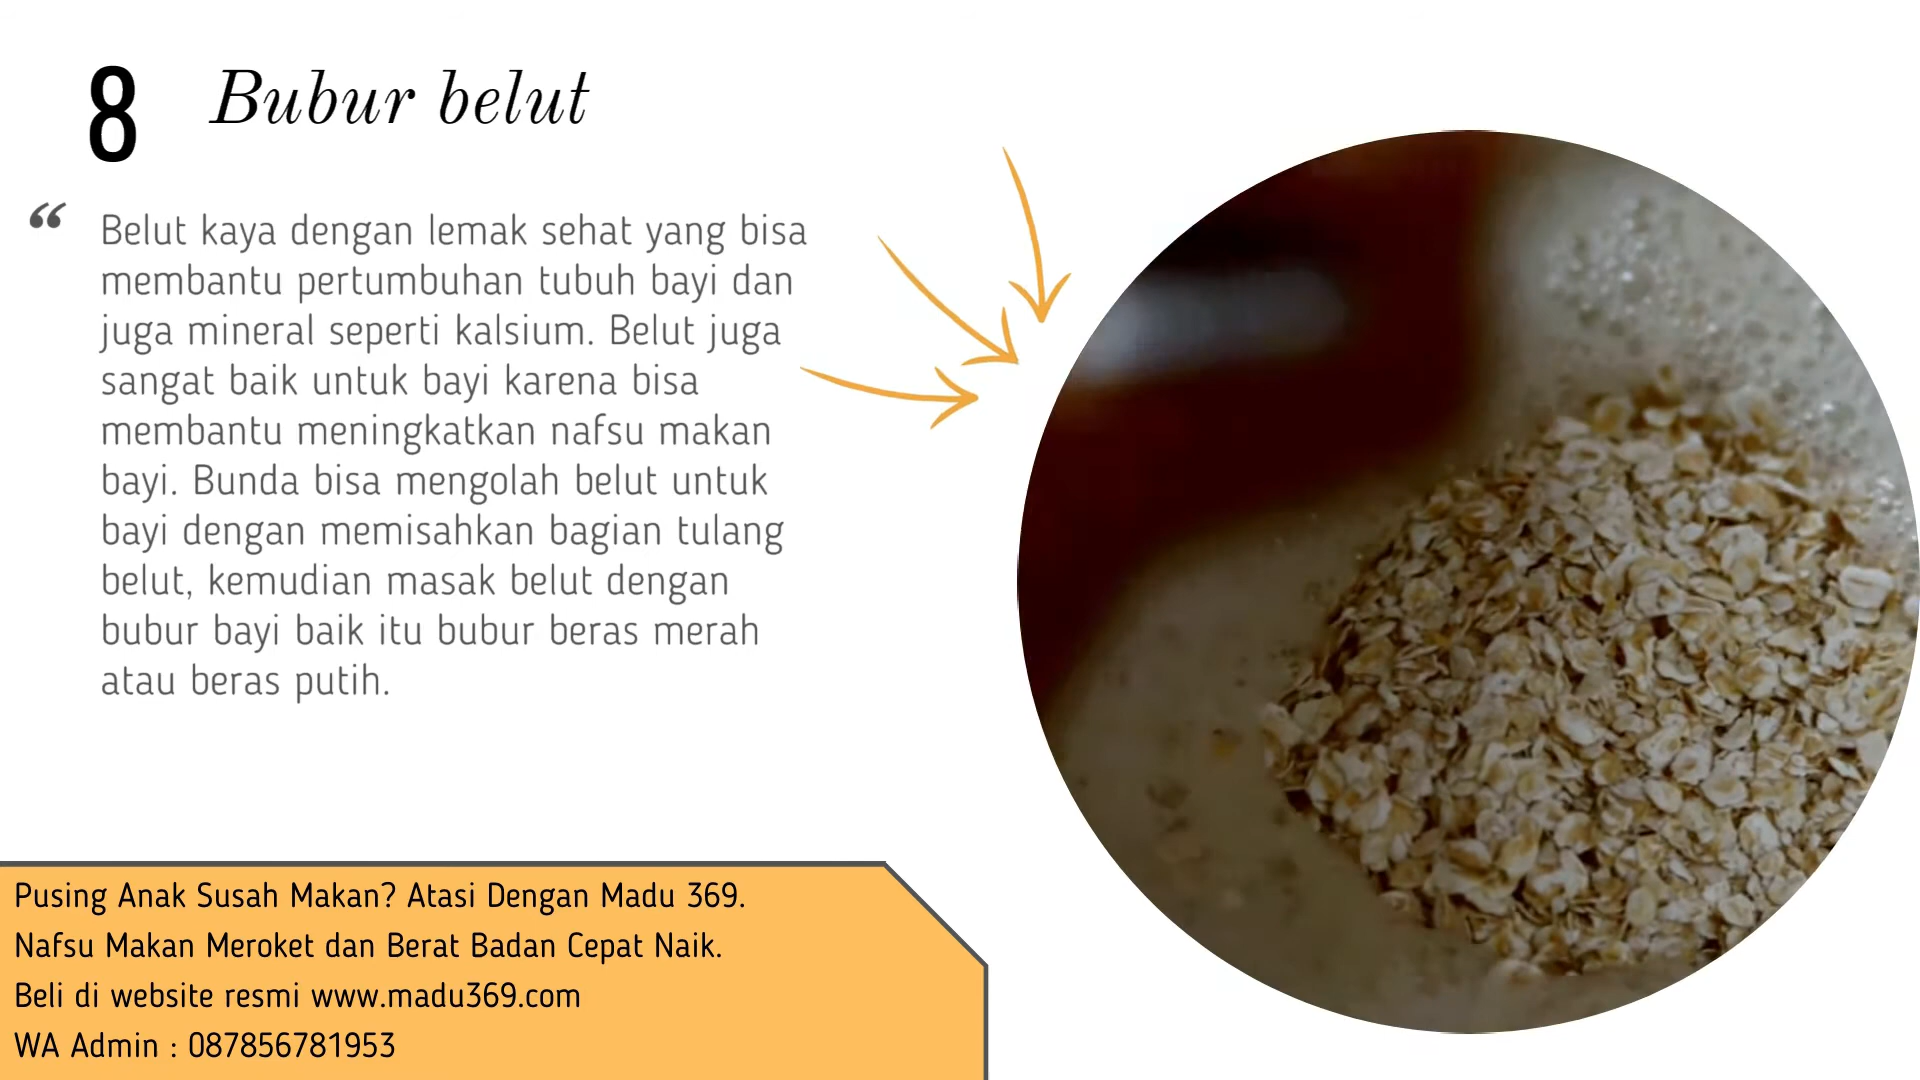 8 Bubur belut
“ Belut kaya dengan lemak sehat yang bisa
membantu pertumbuhan tubuh bayi dan
juga mineral seperti kalsium. Belut juga
sangat baik untuk bayi karena bisa
membantu meningkatkan nafsu makan
bayi. Bunda bisa mengolah belut untuk
bayi dengan memisahkan bagian tulang
belut, kemudian masak belut dengan
bubur bayi baik itu bubur beras merah
atau beras putih.
Pusing Anak Susah Makan? Atasi Dengan Madu 369.
Nafsu Makan Meroket dan Berat Badan Cepat Naik.
Beli di website resmi www.madu369.com
WA Admin : 087856781953